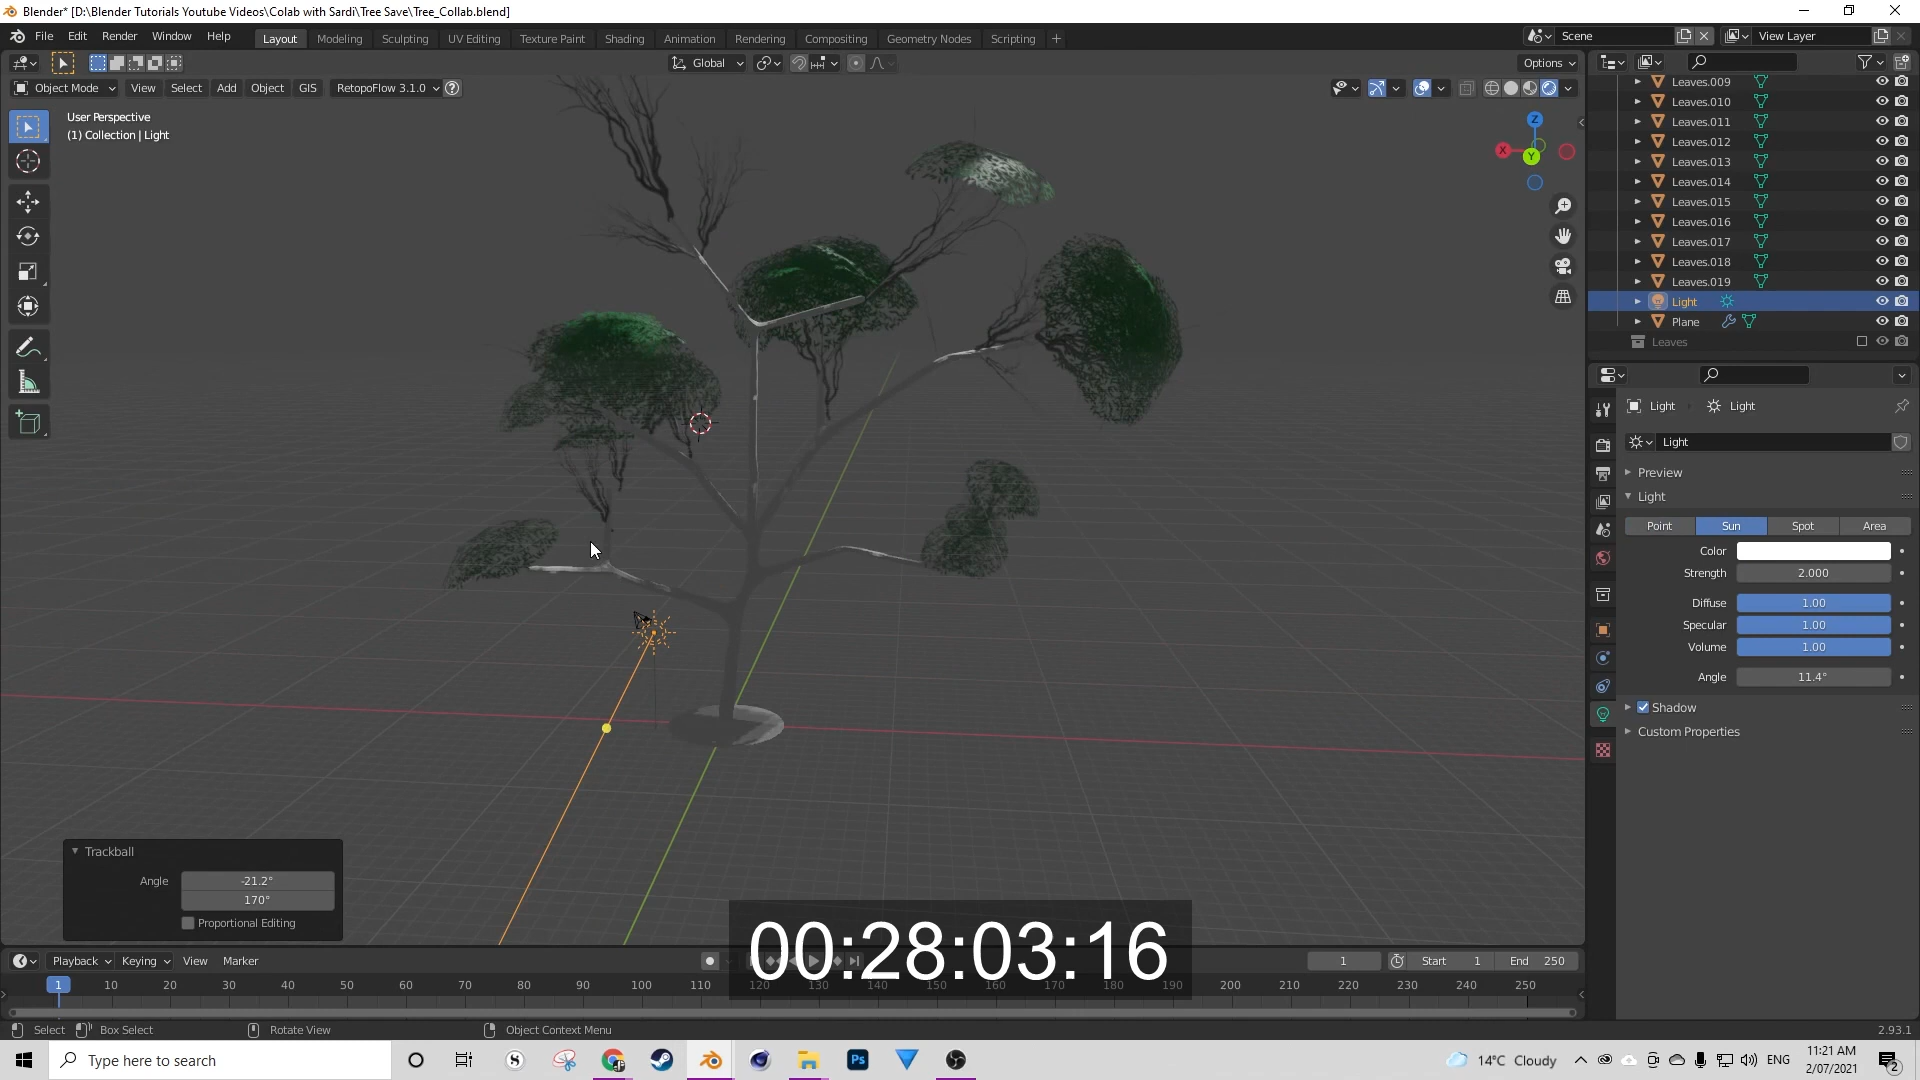 Blender* [D:\Blender Tutorials Youtube Videos\Colab with Sardi\Tree Save\Tree_Collab.blend]
File Edit Render Window Help Layout Modeling Sculpting UV Editing Texture Paint Shading Animation Rendering Compositing Geometry Nodes Scripting + Scene View Layer
Global Options
Object Mode View Select Add Object GIS RetopoFlow 3.1.0
User Perspective
(1) Collection | Light
Z
X
Y
Leaves.009
Leaves.010
Leaves.011
Leaves.012
Leaves.013
Leaves.014
Leaves.015
Leaves.016
Leaves.017
Leaves.018
Leaves.019
Light
Plane
Leaves
Light Light
Light
Preview
Light
Point Sun Spot Area
Color
Strength 2.000
Diffuse 1.00
Specular 1.00
Volume 1.00
Angle 11.4°
Shadow
Custom Properties
Trackball
Angle -21.2°
170°
Proportional Editing
00:28:03:16
Playback Keying View Marker 1 Start 1 End 250
1 10 20 30 40 50 60 70 80 90 100 110 120 130 140 150 160 170 180 190 200 210 220 230 240 250
Select Box Select Rotate View Object Context Menu 2.93.1
Type here to search Ps 14°C Cloudy ENG 11:21 AM
2/07/2021 2